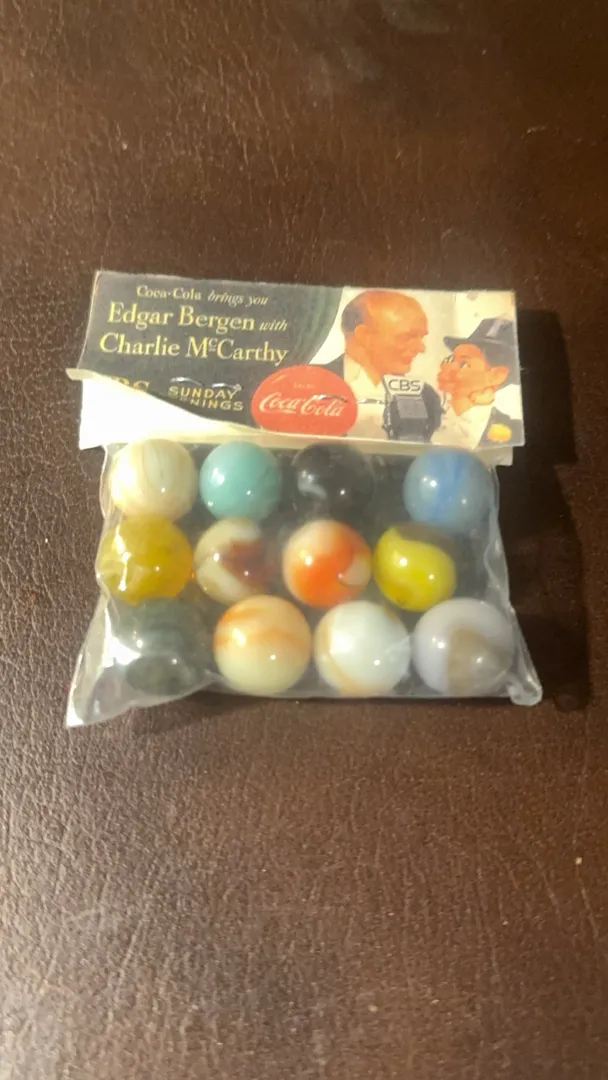 Coca-Cola brings you
Edgar Bergen with
Charlie McCarthy
SUNDAY
Coca-Cola
CBS